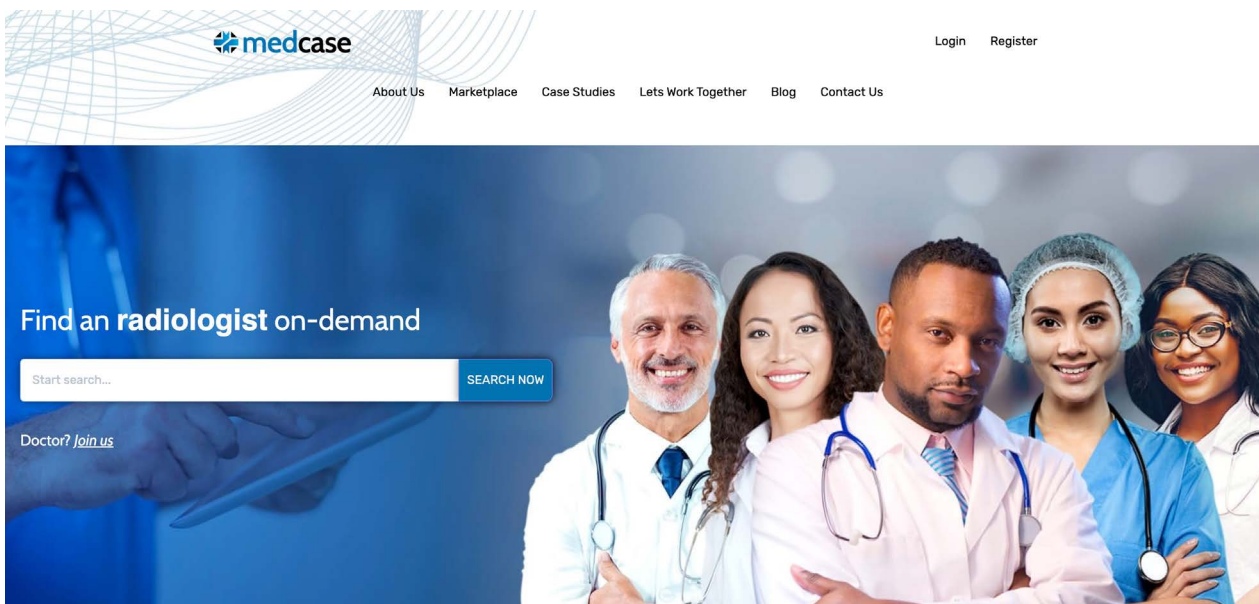 medcase
Login Register
About Us Marketplace Case Studies Lets Work Together Blog Contact Us
Find an radiologist on-demand
Start search...
SEARCH NOW
Doctor? Join us